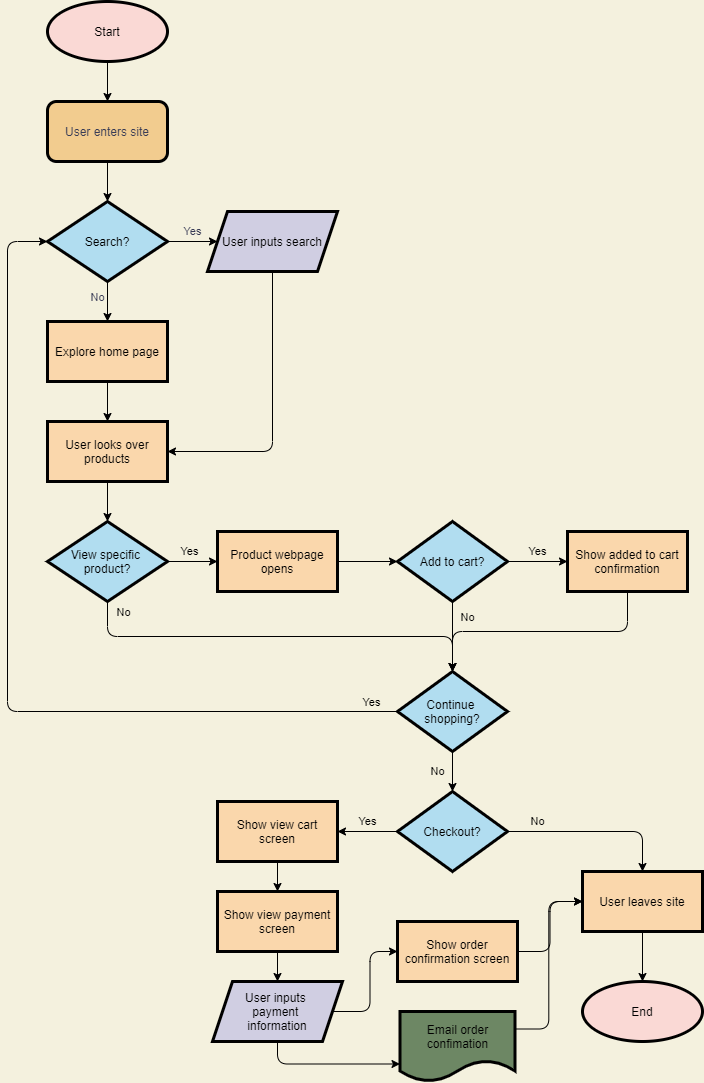 Start
User enters site
Search?
Yes
User inputs search
No
Explore home page
User looks over
products
View specific
product?
Yes
Product webpage
opens
Add to cart?
Yes
Show added to cart
confirmation
No
No
Continue
shopping?
Yes
No
Checkout?
Yes
No
Show view cart
screen
Show view payment
screen
User leaves site
Show order
confirmation screen
User inputs
payment
information
Email order
confimation
End